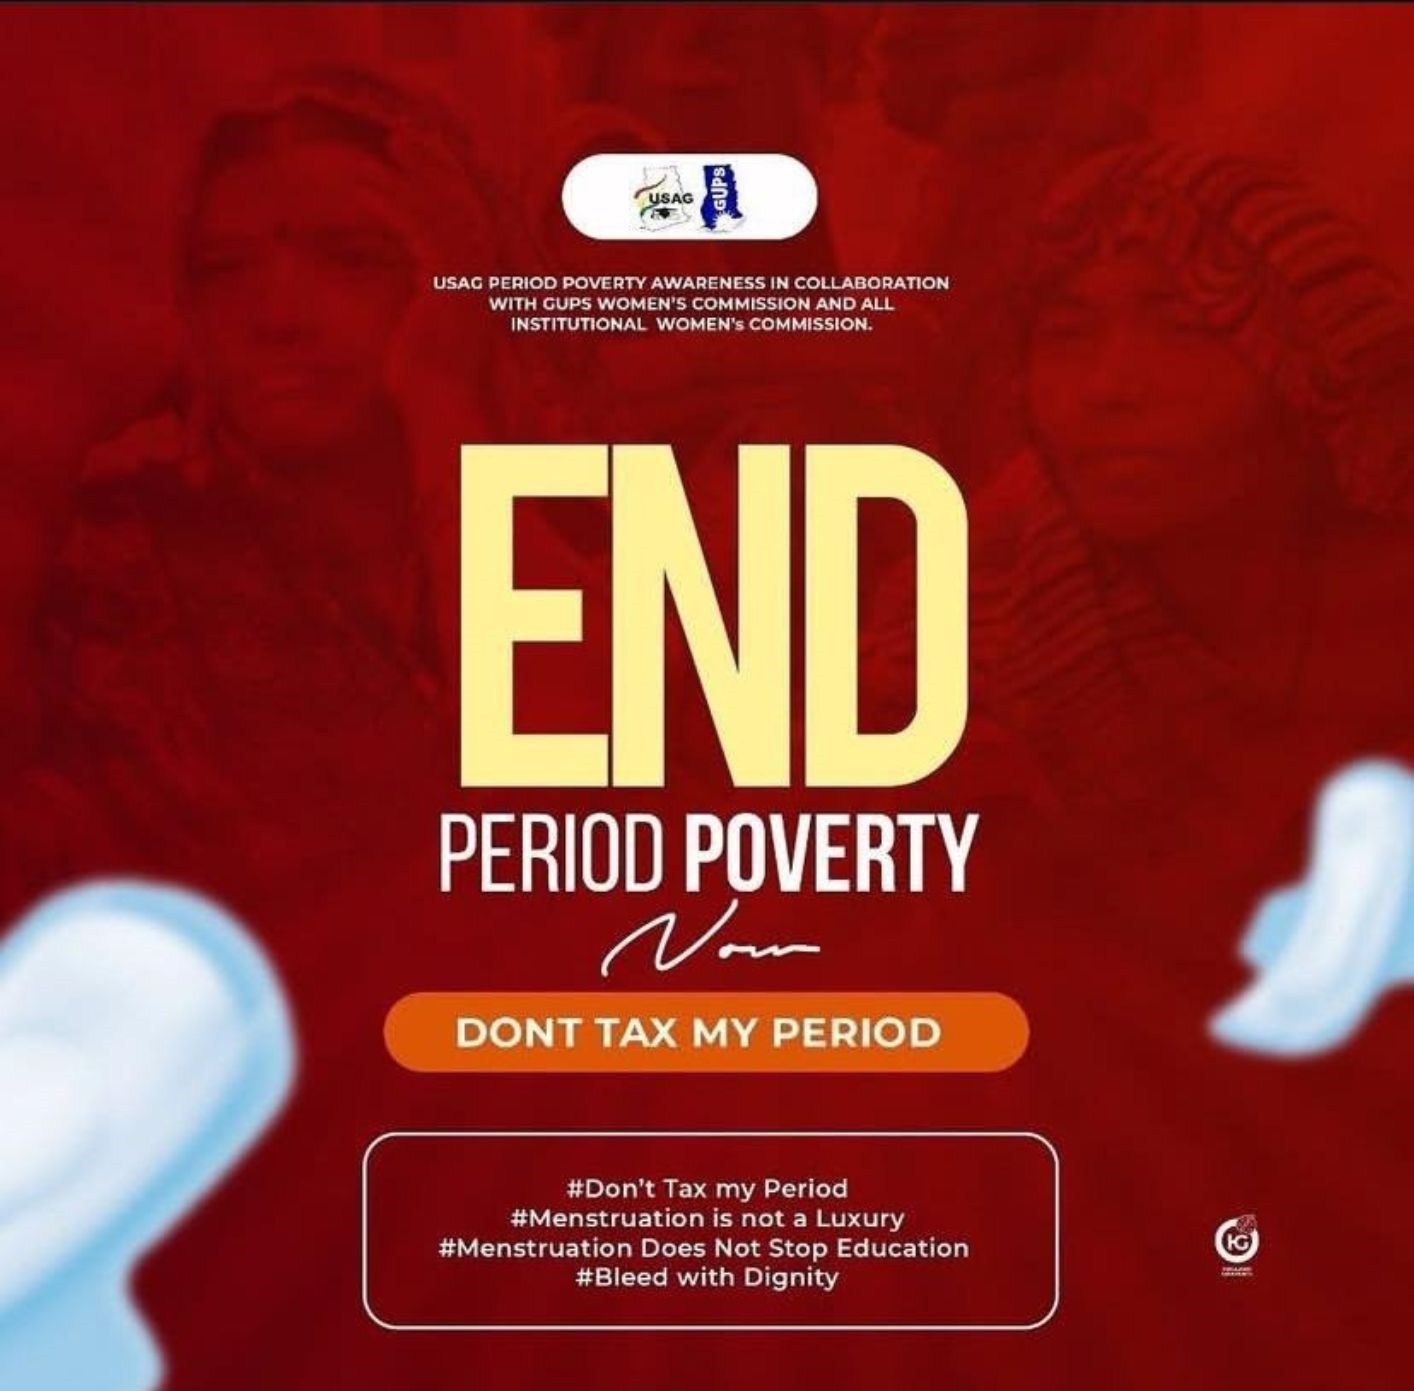 USAG GUPS
USAG PERIOD POVERTY AWARENESS IN COLLABORATION
WITH GUPS WOMEN'S COMMISSION AND ALL
INSTITUTIONAL WOMEN's COMMISSION.
END
PERIOD POVERTY
Now
DONT TAX MY PERIOD
#Don't Tax my Period
#Menstruation is not a Luxury
#Menstruation Does Not Stop Education
#Bleed with Dignity
KG